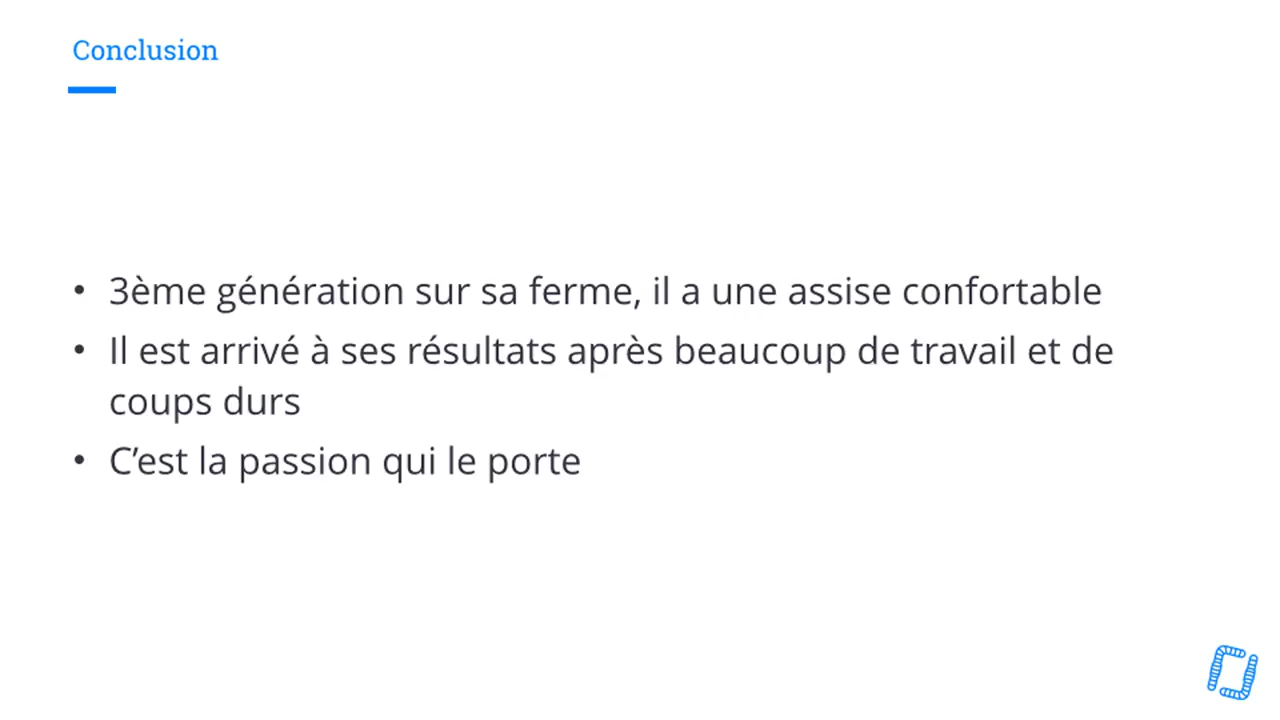 Conclusion
• 3ème génération sur sa ferme, il a une assise confortable
• Il est arrivé à ses résultats après beaucoup de travail et de
coups durs
• C’est la passion qui le porte